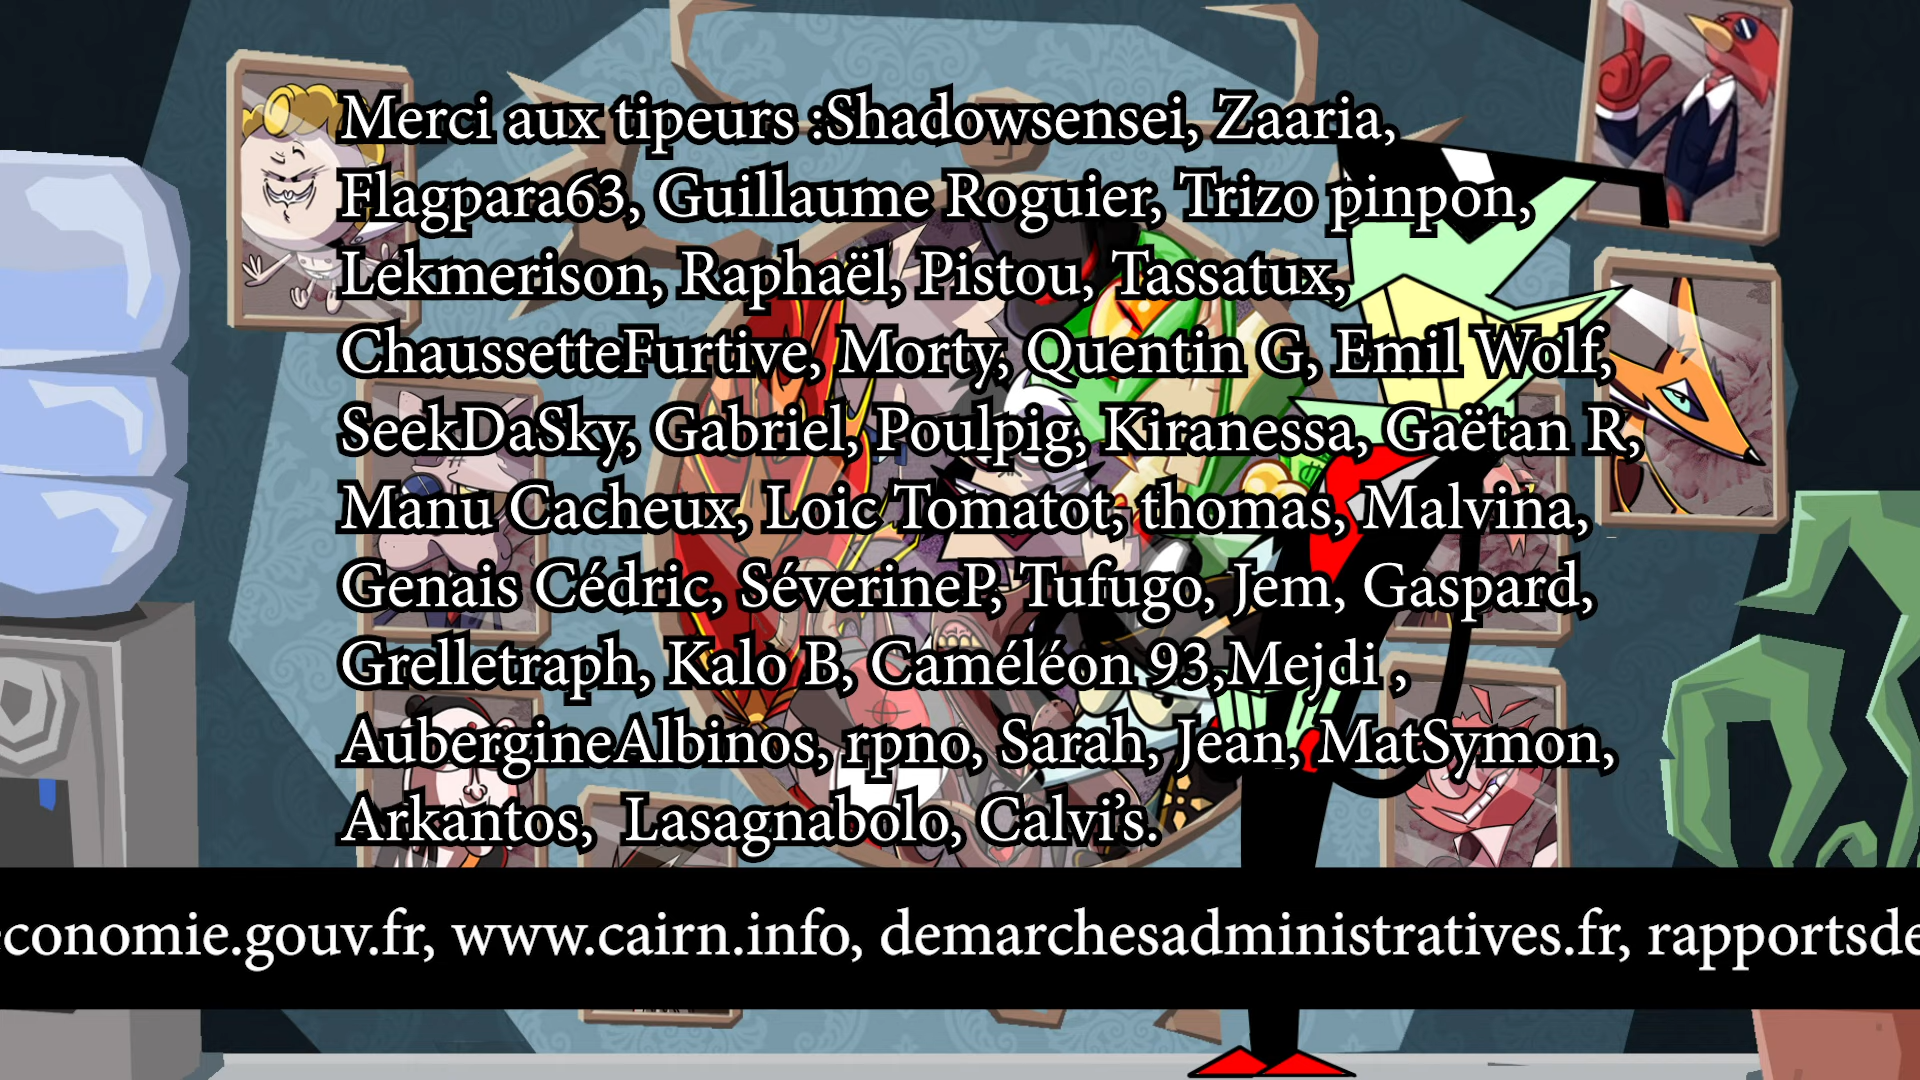 Merci aux tipeurs :Shadowsensei, Zaaria,
Flagpara63, Guillaume Roguier, Trizo pinpon,
Lekmerison, Raphaël, Pistou, Tassatux,
ChaussetteFurtive, Morty, Quentin G, Emil Wolf,
SeekDaSky, Gabriel, Poulpig, Kiranessa, Gaëtan R,
Manu Cacheux, Loic Tomatot, thomas, Malvina,
Genais Cédric, SéverineP, Tufugo, Jem, Gaspard,
Grelletraph, Kalo B, Caméléon 93,Mejdi ,
AubergineAlbinos, rpno, Sarah, Jean, MatSymon,
Arkantos,  Lasagnabolo, Calvi's.
conomie.gouv.fr, www.cairn.info, demarchesadministratives.fr, rapportsde